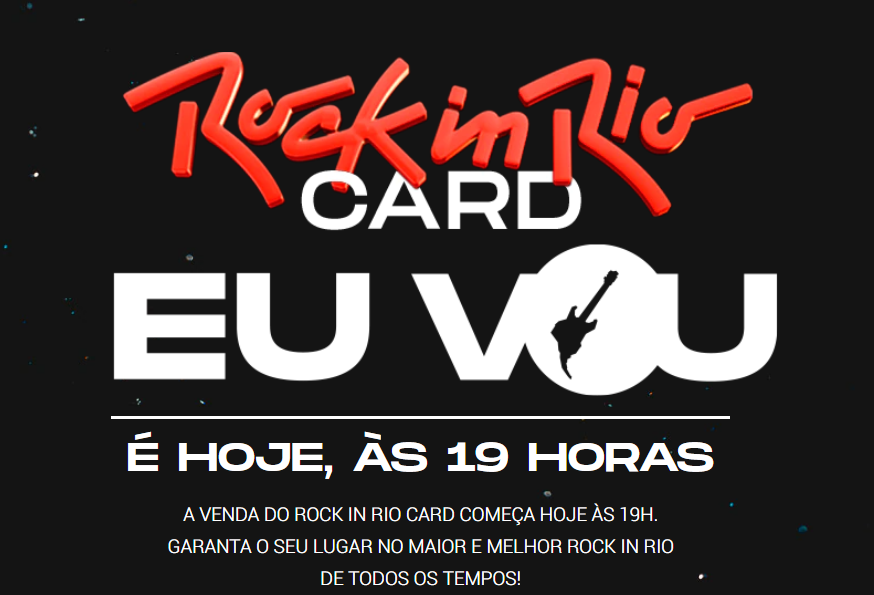 Rock in Rio
CARD
EU VOU
É HOJE, ÀS 19 HORAS
A VENDA DO ROCK IN RIO CARD COMEÇA HOJE ÀS 19H.
GARANTA O SEU LUGAR NO MAIOR E MELHOR ROCK IN RIO
DE TODOS OS TEMPOS!